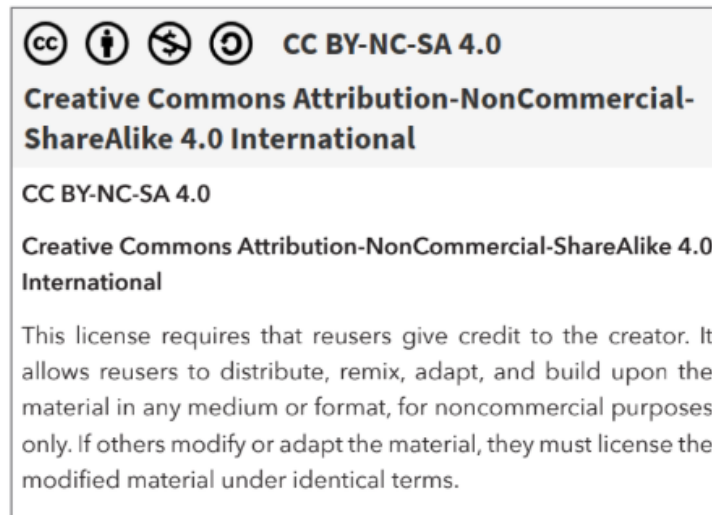 CC BY-NC-SA 4.0
Creative Commons Attribution-NonCommercial-
ShareAlike 4.0 International
CC BY-NC-SA 4.0
Creative Commons Attribution-NonCommercial-ShareAlike 4.0
International
This license requires that reusers give credit to the creator. It
allows reusers to distribute, remix, adapt, and build upon the
material in any medium or format, for noncommercial purposes
only. If others modify or adapt the material, they must license the
modified material under identical terms.